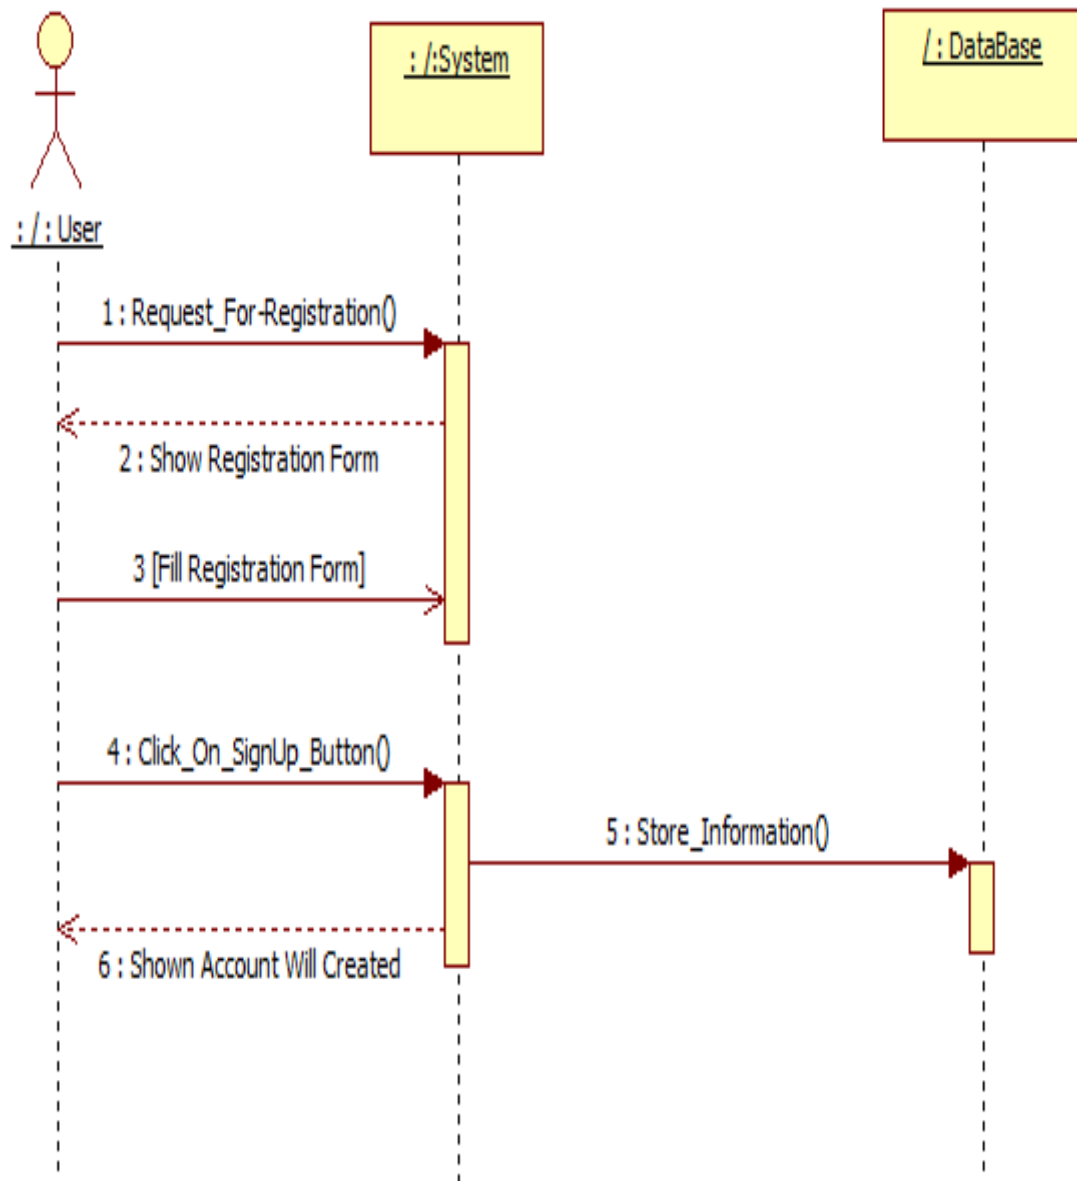 : /:System
/ : DataBase
: / : User
1 : Request_For-Registration()
2 : Show Registration Form
3 [Fill Registration Form]
4 : Click_On_SignUp_Button()
5 : Store_Information()
6 : Shown Account Will Created